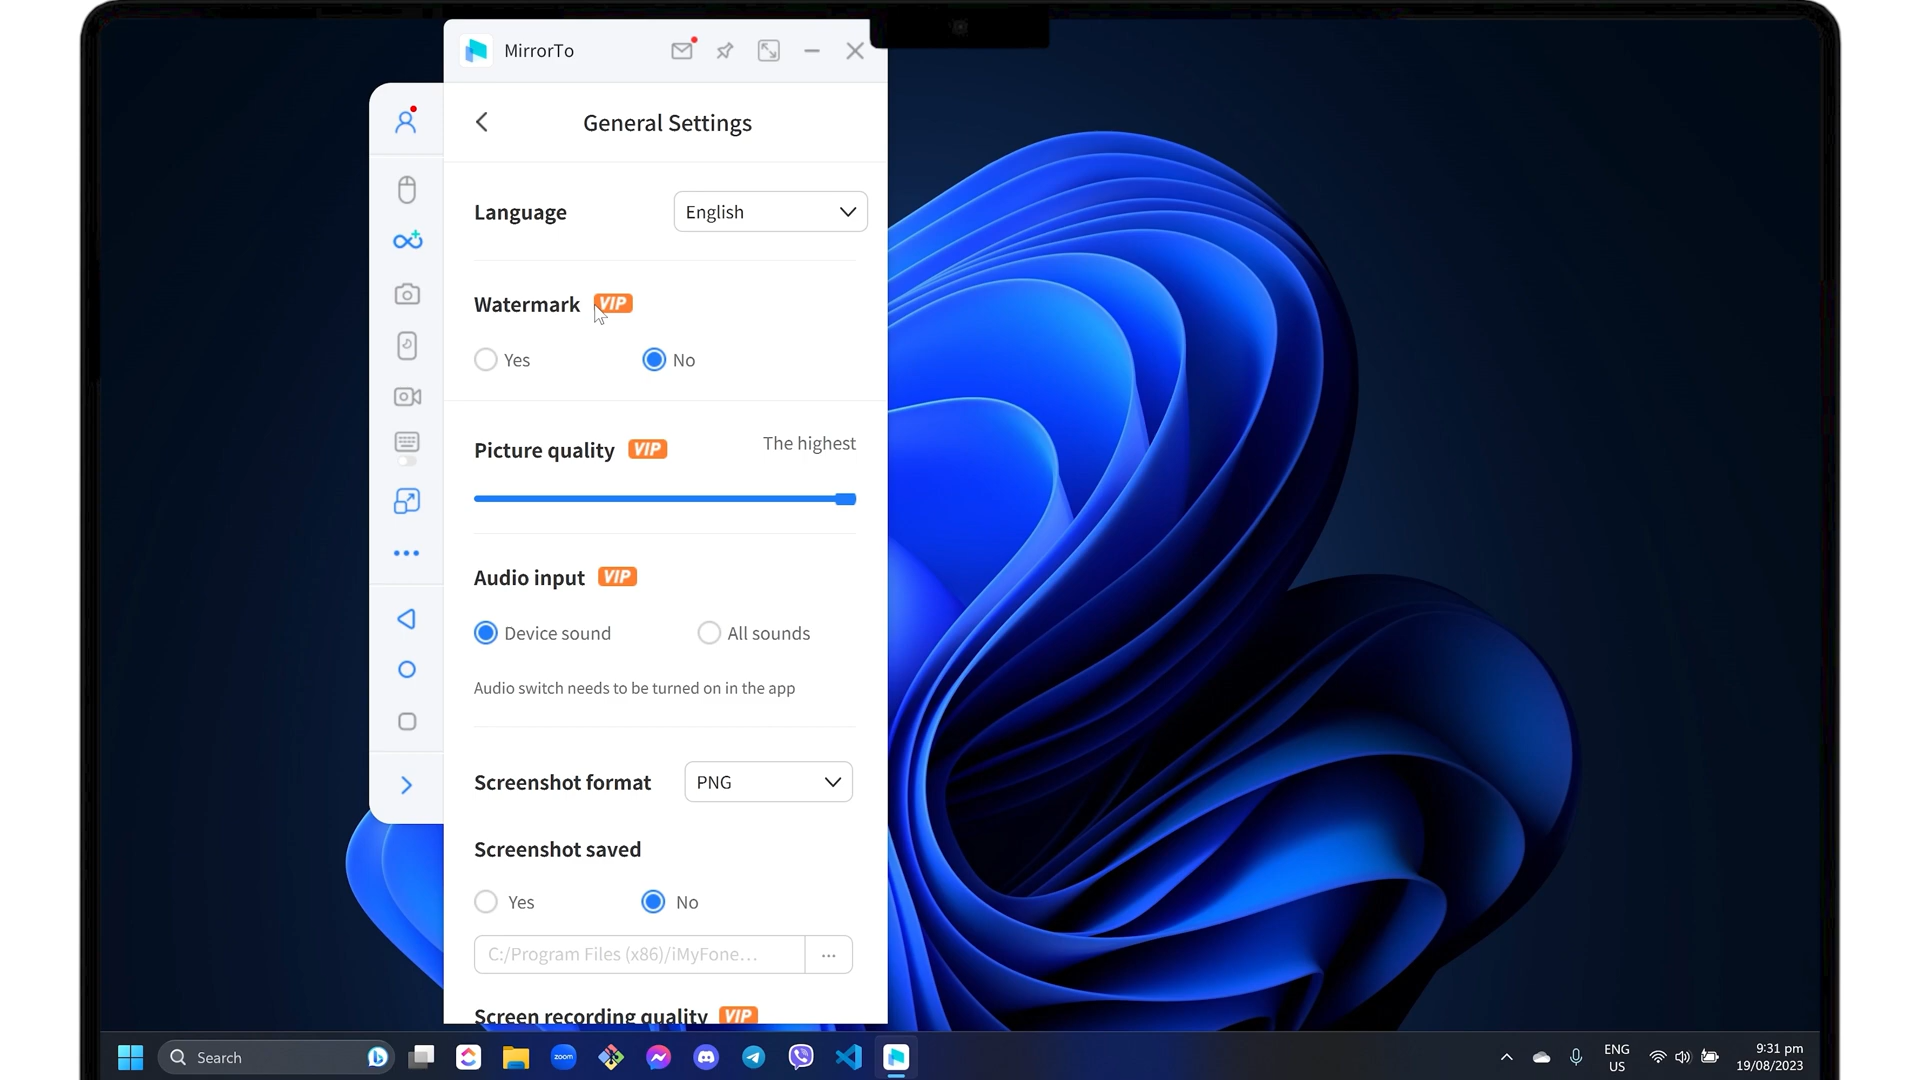 MirrorTo
General Settings
Language
English
Watermark VIP
Yes
No
Picture quality VIP
The highest
Audio input VIP
Device sound
All sounds
Audio switch needs to be turned on in the app
Screenshot format
PNG
Screenshot saved
Yes
No
C:/Program Files (x86)/iMyFone...
...
Screen recording quality VIP
Search
zoom
ENG
US
9:31 pm
19/08/2023